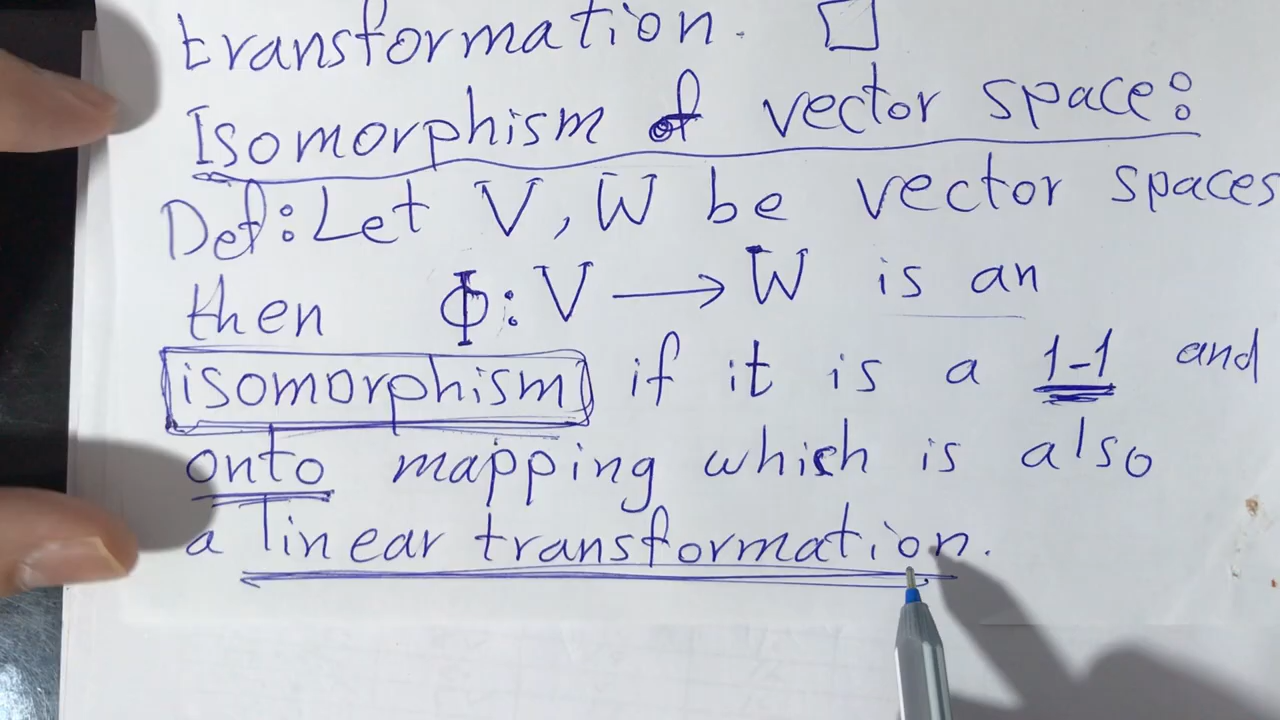 transformation. □
Isomorphism of vector space:
Def: Let V, W be vector spaces
then Φ: V → W is an
isomorphism if it is a 1-1 and
onto mapping which is also
a linear transformation.